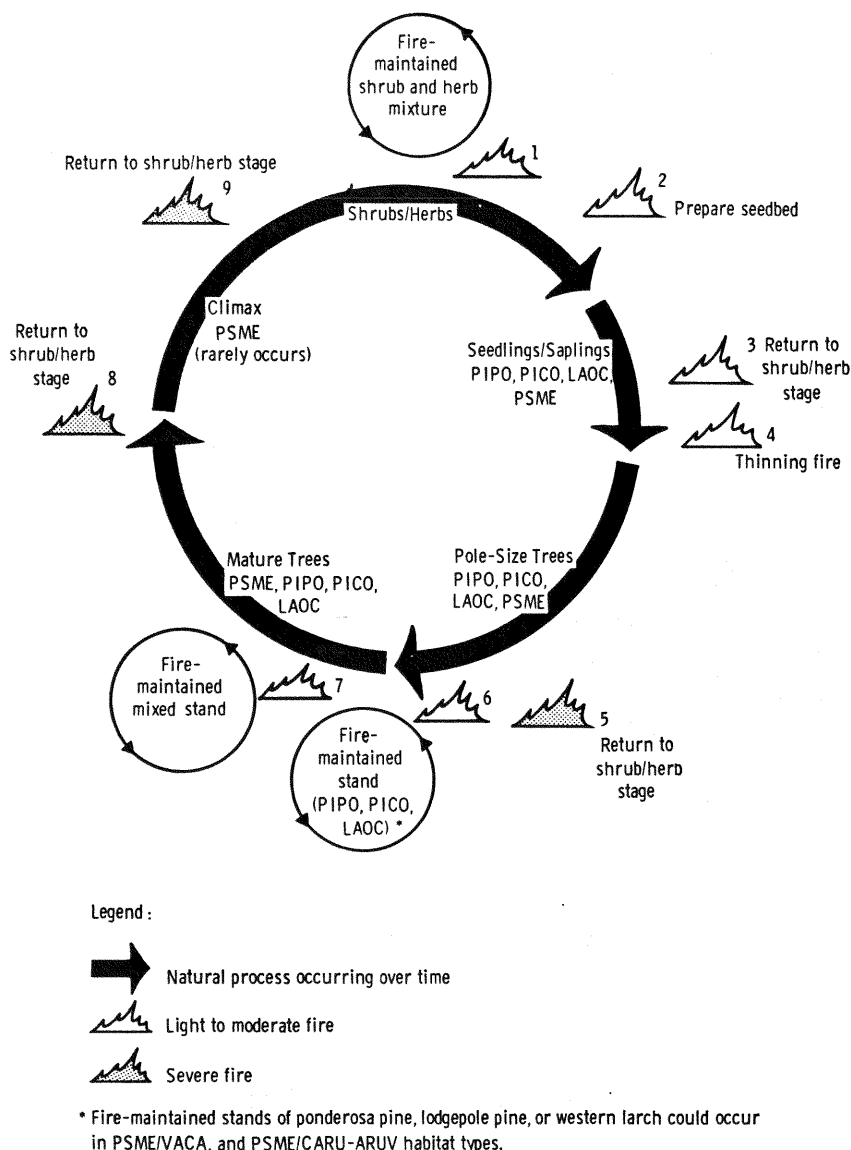 Fire-
maintained
shrub and herb
mixture
1
Return to shrub/herb stage
9
2
Prepare seedbed
Shrubs/Herbs
Climax
PSME
(rarely occurs)
Return to
shrub/herb
stage
8
Seedlings/Saplings
PIPO, PICO, LAOC,
PSME
3 Return to
shrub/herb
stage
4
Thinning fire
Mature Trees
PSME, PIPO, PICO,
LAOC
Pole-Size Trees
PIPO, PICO,
LAOC, PSME
Fire-
maintained
mixed stand
7
6
5
Return to
shrub/herb
stage
Fire-
maintained
stand
(PIPO, PICO,
LAOC) *
Legend :
Natural process occurring over time
Light to moderate fire
Severe fire
* Fire-maintained stands of ponderosa pine, lodgepole pine, or western larch could occur
in PSME/VACA, and PSME/CARU-ARUV habitat types.